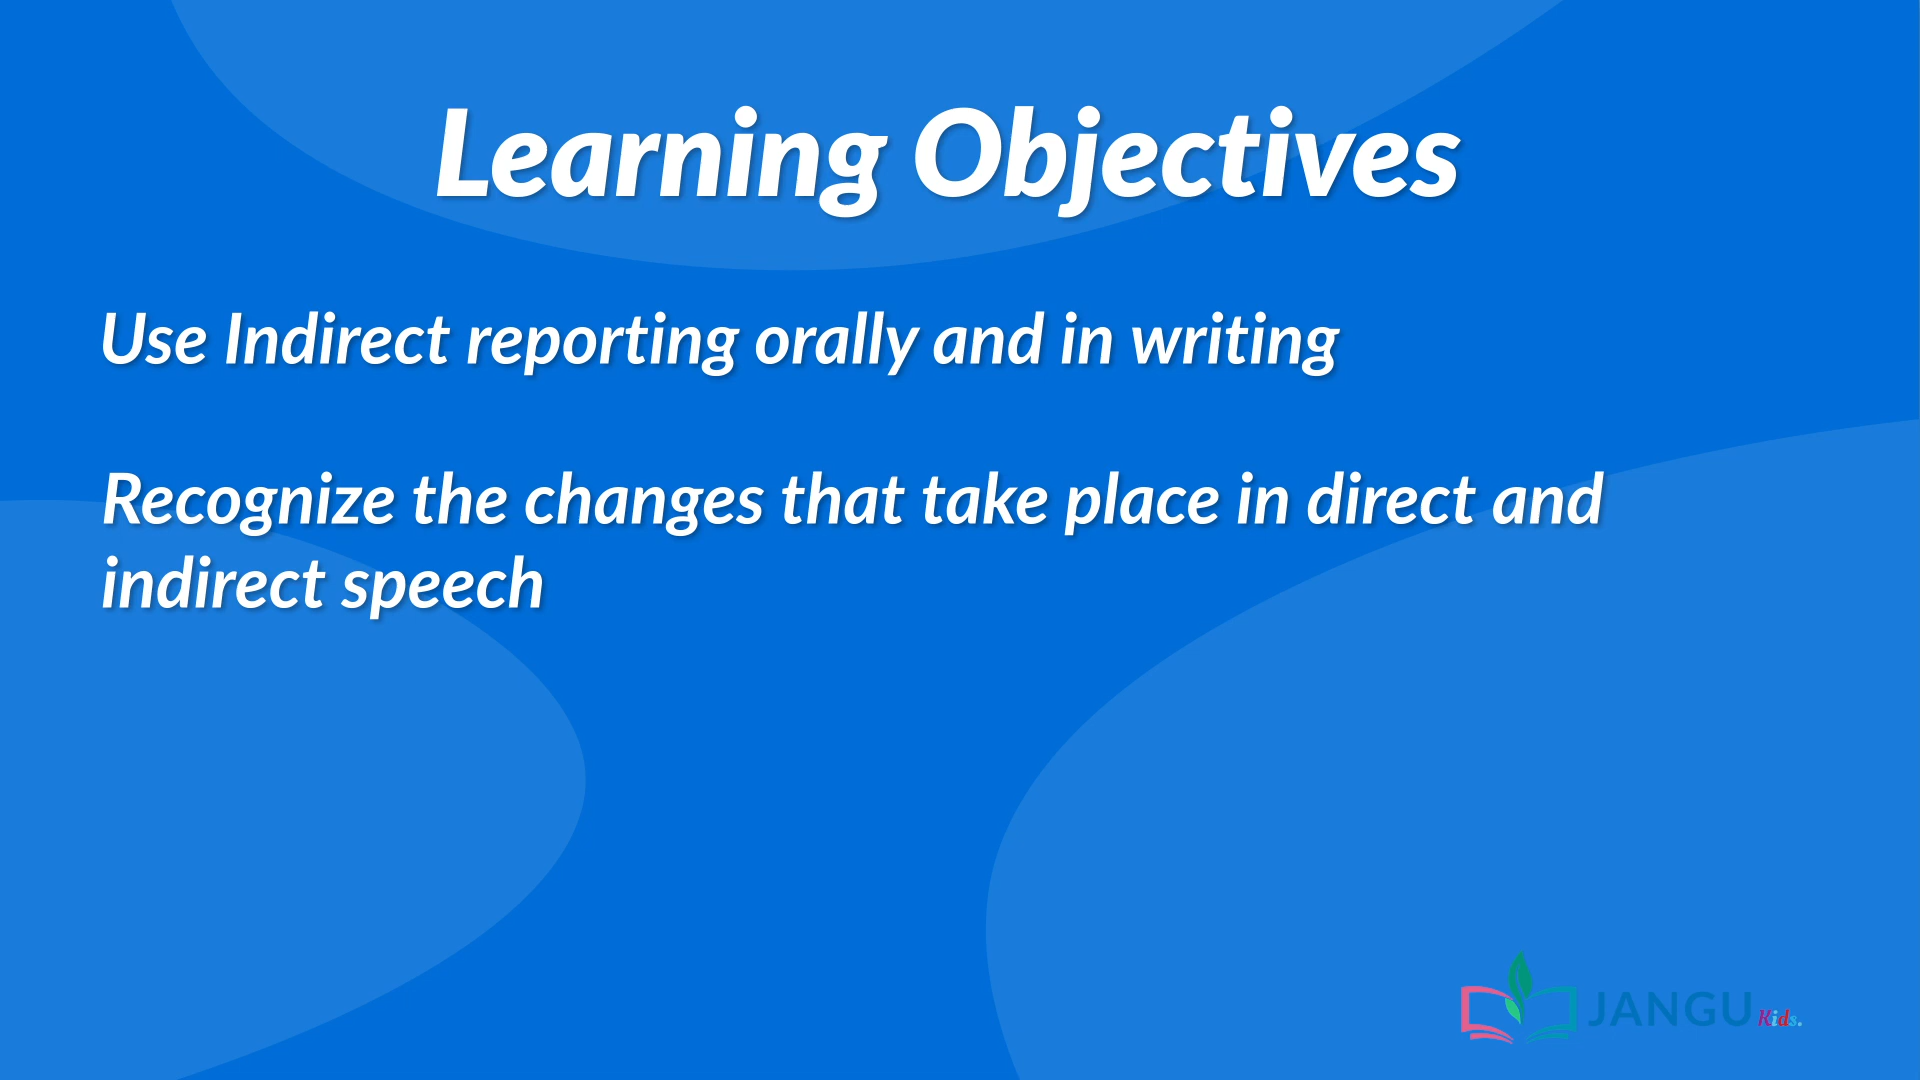 Learning Objectives
Use Indirect reporting orally and in writing
Recognize the changes that take place in direct and
indirect speech
JANGU Kids.